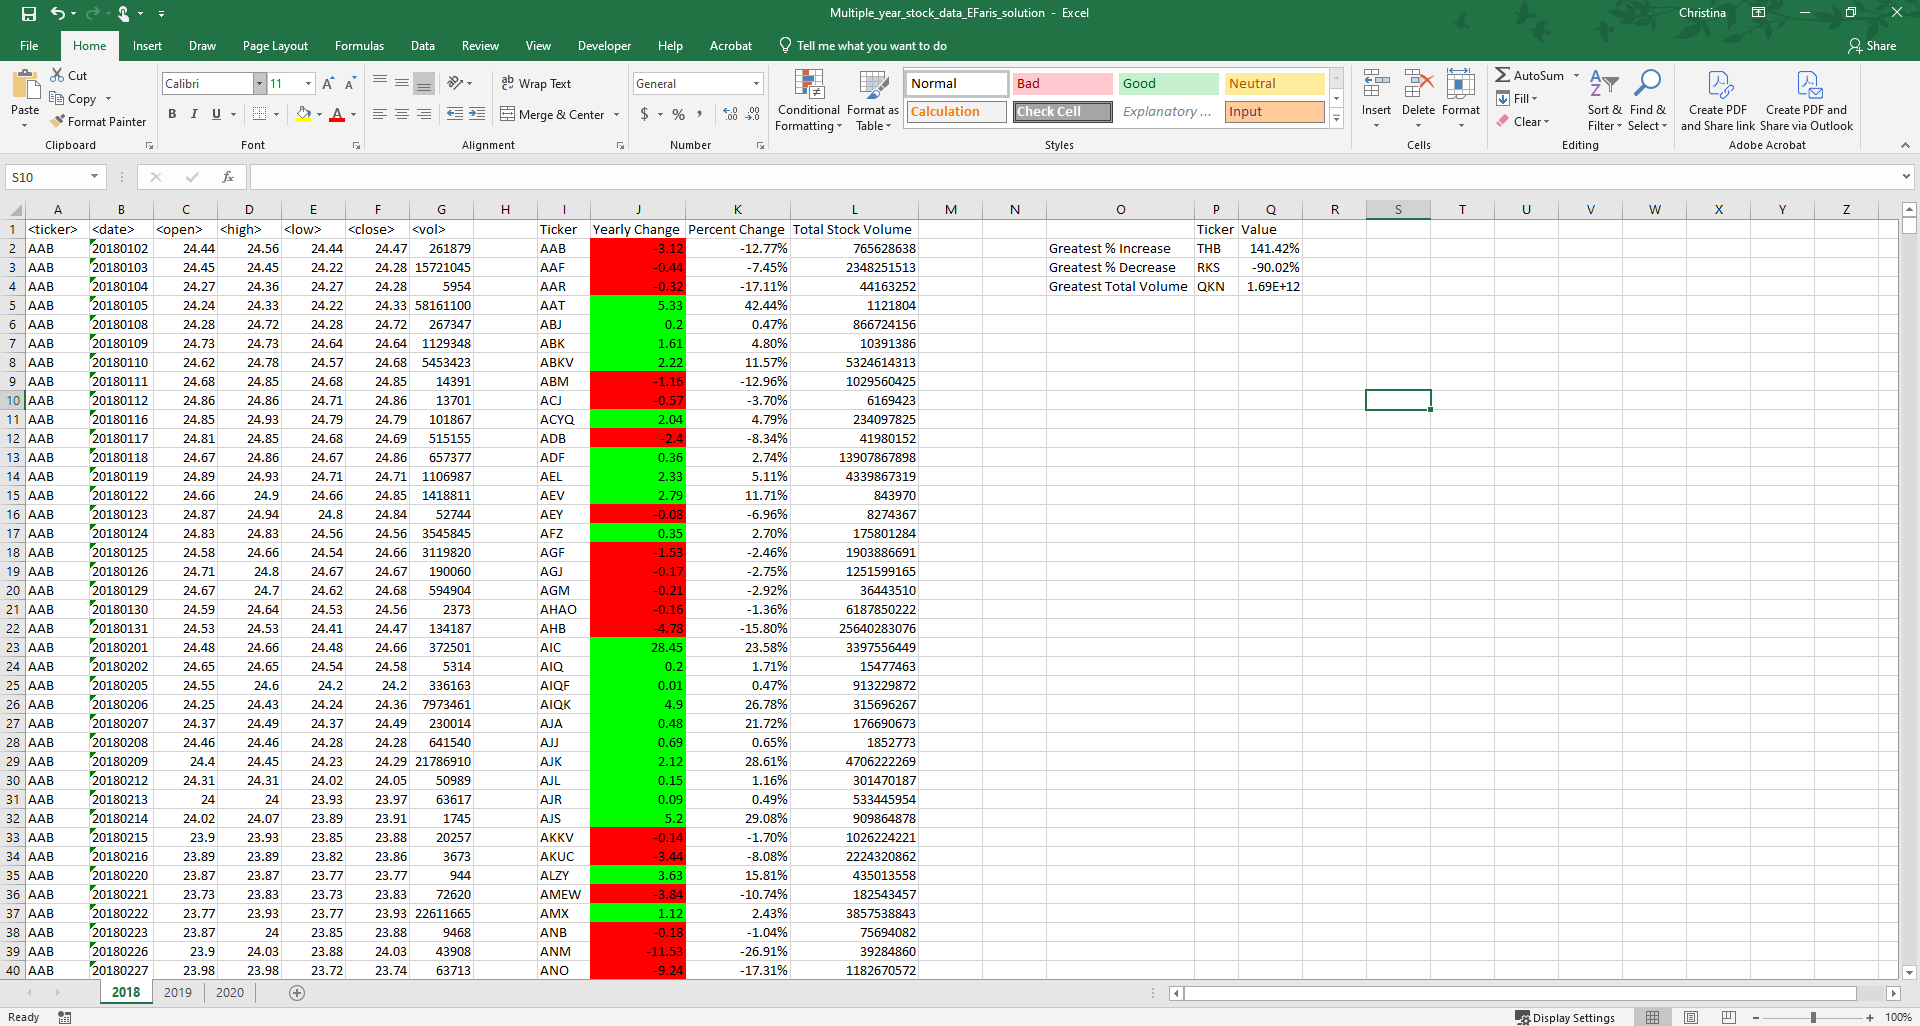 Multiple_year_stock_data_EFaris_solution - Excel
Christina
File Home Insert Draw Page Layout Formulas Data Review View Developer Help Acrobat Tell me what you want to do Share
Paste
Cut
Copy
Format Painter
Clipboard
Calibri 11
B I U
Font
Wrap Text
Merge & Center
Alignment
General
$ % ,
Number
Conditional Formatting
Format as Table
Normal Bad Good Neutral
Calculation Check Cell Explanatory ... Input
Styles
Insert Delete Format
Cells
AutoSum
Fill
Clear
Sort & Filter
Find & Select
Editing
Create PDF and Share link
Create PDF and Share via Outlook
Adobe Acrobat
S10 fx
A B C D E F G H I J K L M N O P Q R S T U V W X Y Z
1 <ticker> <date> <open> <high> <low> <close> <vol> Ticker Yearly Change Percent Change Total Stock Volume Ticker Value
2 AAB 20180102 24.44 24.56 24.44 24.47 261879 AAB -3.12 -12.77% 765628638 Greatest % Increase THB 141.42%
3 AAB 20180103 24.45 24.45 24.22 24.28 15721045 AAF -0.44 -7.45% 2348251513 Greatest % Decrease RKS -90.02%
4 AAB 20180104 24.27 24.36 24.27 24.28 5954 AAR -0.32 -17.11% 44163252 Greatest Total Volume QKN 1.69E+12
5 AAB 20180105 24.24 24.33 24.22 24.33 58161100 AAT 5.33 42.44% 1121804
6 AAB 20180108 24.28 24.72 24.28 24.72 267347 ABJ 0.2 0.47% 866724156
7 AAB 20180109 24.73 24.73 24.64 24.64 1129348 ABK 1.61 4.80% 10391386
8 AAB 20180110 24.62 24.78 24.57 24.68 5453423 ABKV 2.22 11.57% 5324614313
9 AAB 20180111 24.68 24.85 24.68 24.85 14391 ABM -1.16 -12.96% 1029560425
10 AAB 20180112 24.86 24.86 24.71 24.86 13701 ACJ -0.57 -3.70% 6169423
11 AAB 20180116 24.85 24.93 24.79 24.79 101867 ACYQ 2.04 4.79% 234097825
12 AAB 20180117 24.81 24.85 24.68 24.69 515155 ADB -2.4 -8.34% 41980152
13 AAB 20180118 24.67 24.86 24.67 24.86 657377 ADF 0.36 2.74% 13907867898
14 AAB 20180119 24.89 24.93 24.71 24.71 1106987 AEL 2.33 5.11% 4339867319
15 AAB 20180122 24.66 24.9 24.66 24.85 1418811 AEV 2.79 11.71% 843970
16 AAB 20180123 24.87 24.94 24.8 24.84 52744 AEY -0.08 -6.96% 8274367
17 AAB 20180124 24.83 24.83 24.56 24.56 3545845 AFZ 0.35 2.70% 175801284
18 AAB 20180125 24.58 24.66 24.54 24.66 3119820 AGF -1.53 -2.46% 1903886691
19 AAB 20180126 24.71 24.8 24.67 24.67 190060 AGJ -0.17 -2.75% 1251599165
20 AAB 20180129 24.67 24.7 24.62 24.68 594904 AGM -0.21 -2.92% 36443510
21 AAB 20180130 24.59 24.64 24.53 24.56 2373 AHAO -0.16 -1.36% 6187850222
22 AAB 20180131 24.53 24.53 24.41 24.47 134187 AHB -4.78 -15.80% 25640283076
23 AAB 20180201 24.48 24.66 24.48 24.66 372501 AIC 28.45 23.58% 3397556449
24 AAB 20180202 24.65 24.65 24.54 24.58 5314 AIQ 0.2 1.71% 15477463
25 AAB 20180205 24.55 24.6 24.2 24.2 336163 AIQF 0.01 0.47% 913229872
26 AAB 20180206 24.25 24.43 24.24 24.36 7973461 AIQK 4.9 26.78% 315696267
27 AAB 20180207 24.37 24.49 24.37 24.49 230014 AJA 0.48 21.72% 176690673
28 AAB 20180208 24.46 24.46 24.28 24.28 641540 AJJ 0.69 0.65% 1852773
29 AAB 20180209 24.4 24.45 24.23 24.29 21786910 AJK 2.12 28.61% 4706222269
30 AAB 20180212 24.31 24.31 24.02 24.05 50989 AJL 0.15 1.16% 301470187
31 AAB 20180213 24 24 23.93 23.97 63617 AJR 0.09 0.49% 533445954
32 AAB 20180214 24.02 24.07 23.89 23.91 1745 AJS 5.2 29.08% 909864878
33 AAB 20180215 23.9 23.93 23.85 23.88 20257 AKKV -0.14 -1.70% 1026224221
34 AAB 20180216 23.89 23.89 23.82 23.86 3673 AKUC -3.44 -8.08% 2224320862
35 AAB 20180220 23.87 23.87 23.77 23.77 944 ALZY 3.63 15.81% 435013558
36 AAB 20180221 23.73 23.83 23.73 23.83 72620 AMEW -3.84 -10.74% 182543457
37 AAB 20180222 23.77 23.93 23.77 23.93 22611665 AMX 1.12 2.43% 3857538843
38 AAB 20180223 23.87 24 23.85 23.88 9468 ANB -0.18 -1.04% 75694082
39 AAB 20180226 23.9 24.03 23.88 24.03 43908 ANM -11.53 -26.91% 39284860
40 AAB 20180227 23.98 23.98 23.72 23.74 63713 ANO -9.24 -17.31% 1182670572
2018 2019 2020
Ready Display Settings 100%